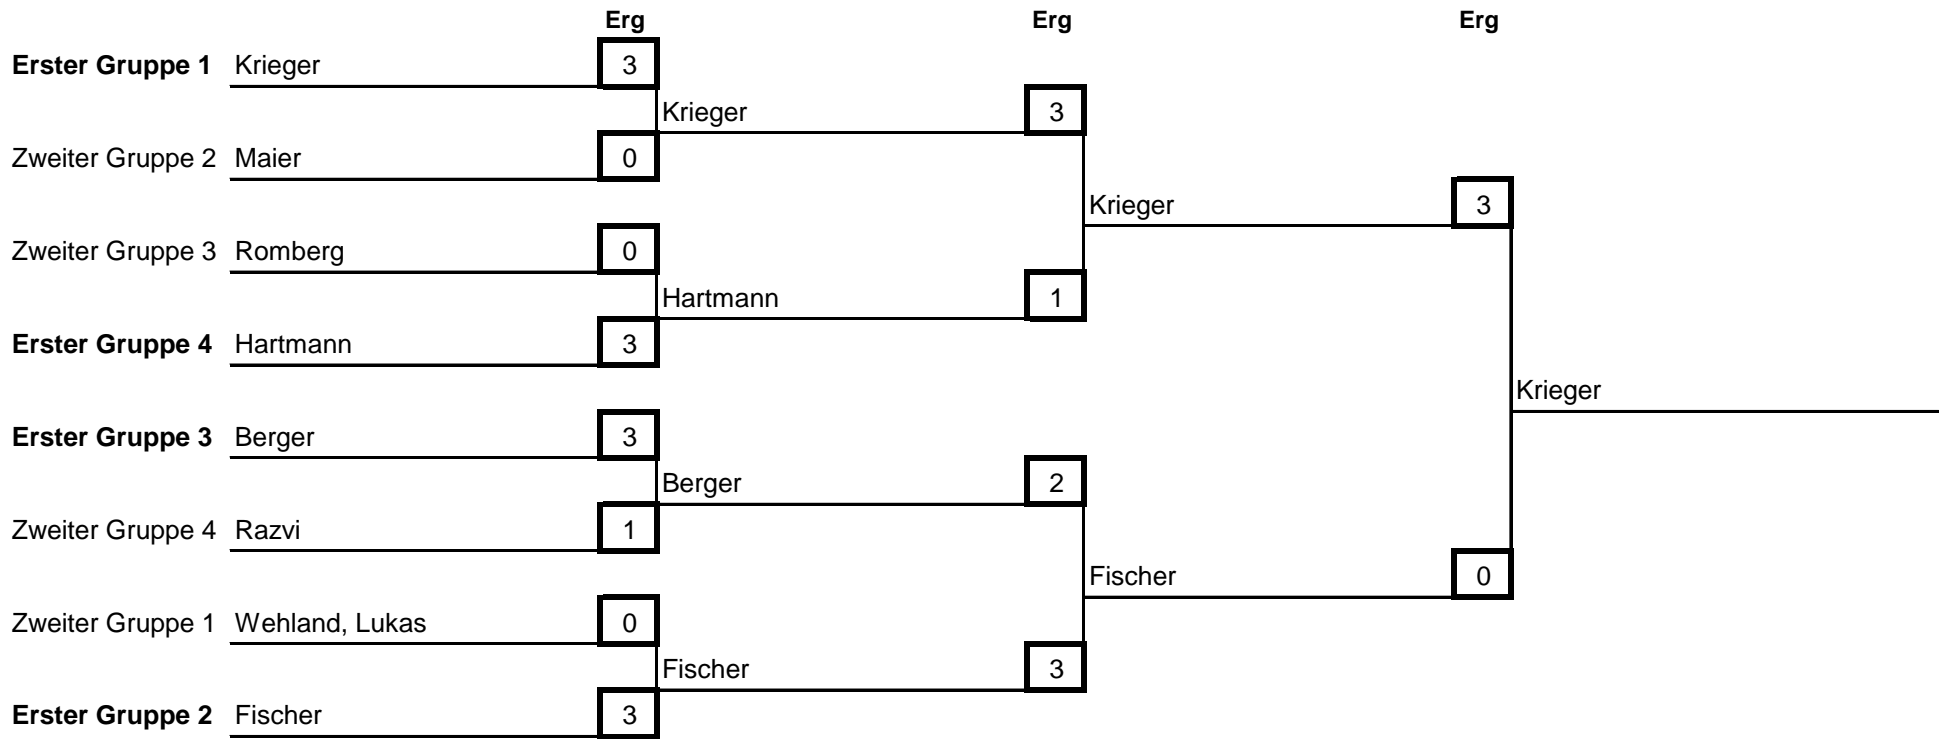 Erg Erg Erg
Erster Gruppe 1 Krieger 3
Krieger 3
Zweiter Gruppe 2 Maier 0
Krieger 3
Zweiter Gruppe 3 Romberg 0
Hartmann 1
Erster Gruppe 4 Hartmann 3
Krieger
Erster Gruppe 3 Berger 3
Berger 2
Zweiter Gruppe 4 Razvi 1
Fischer 0
Zweiter Gruppe 1 Wehland, Lukas 0
Fischer 3
Erster Gruppe 2 Fischer 3